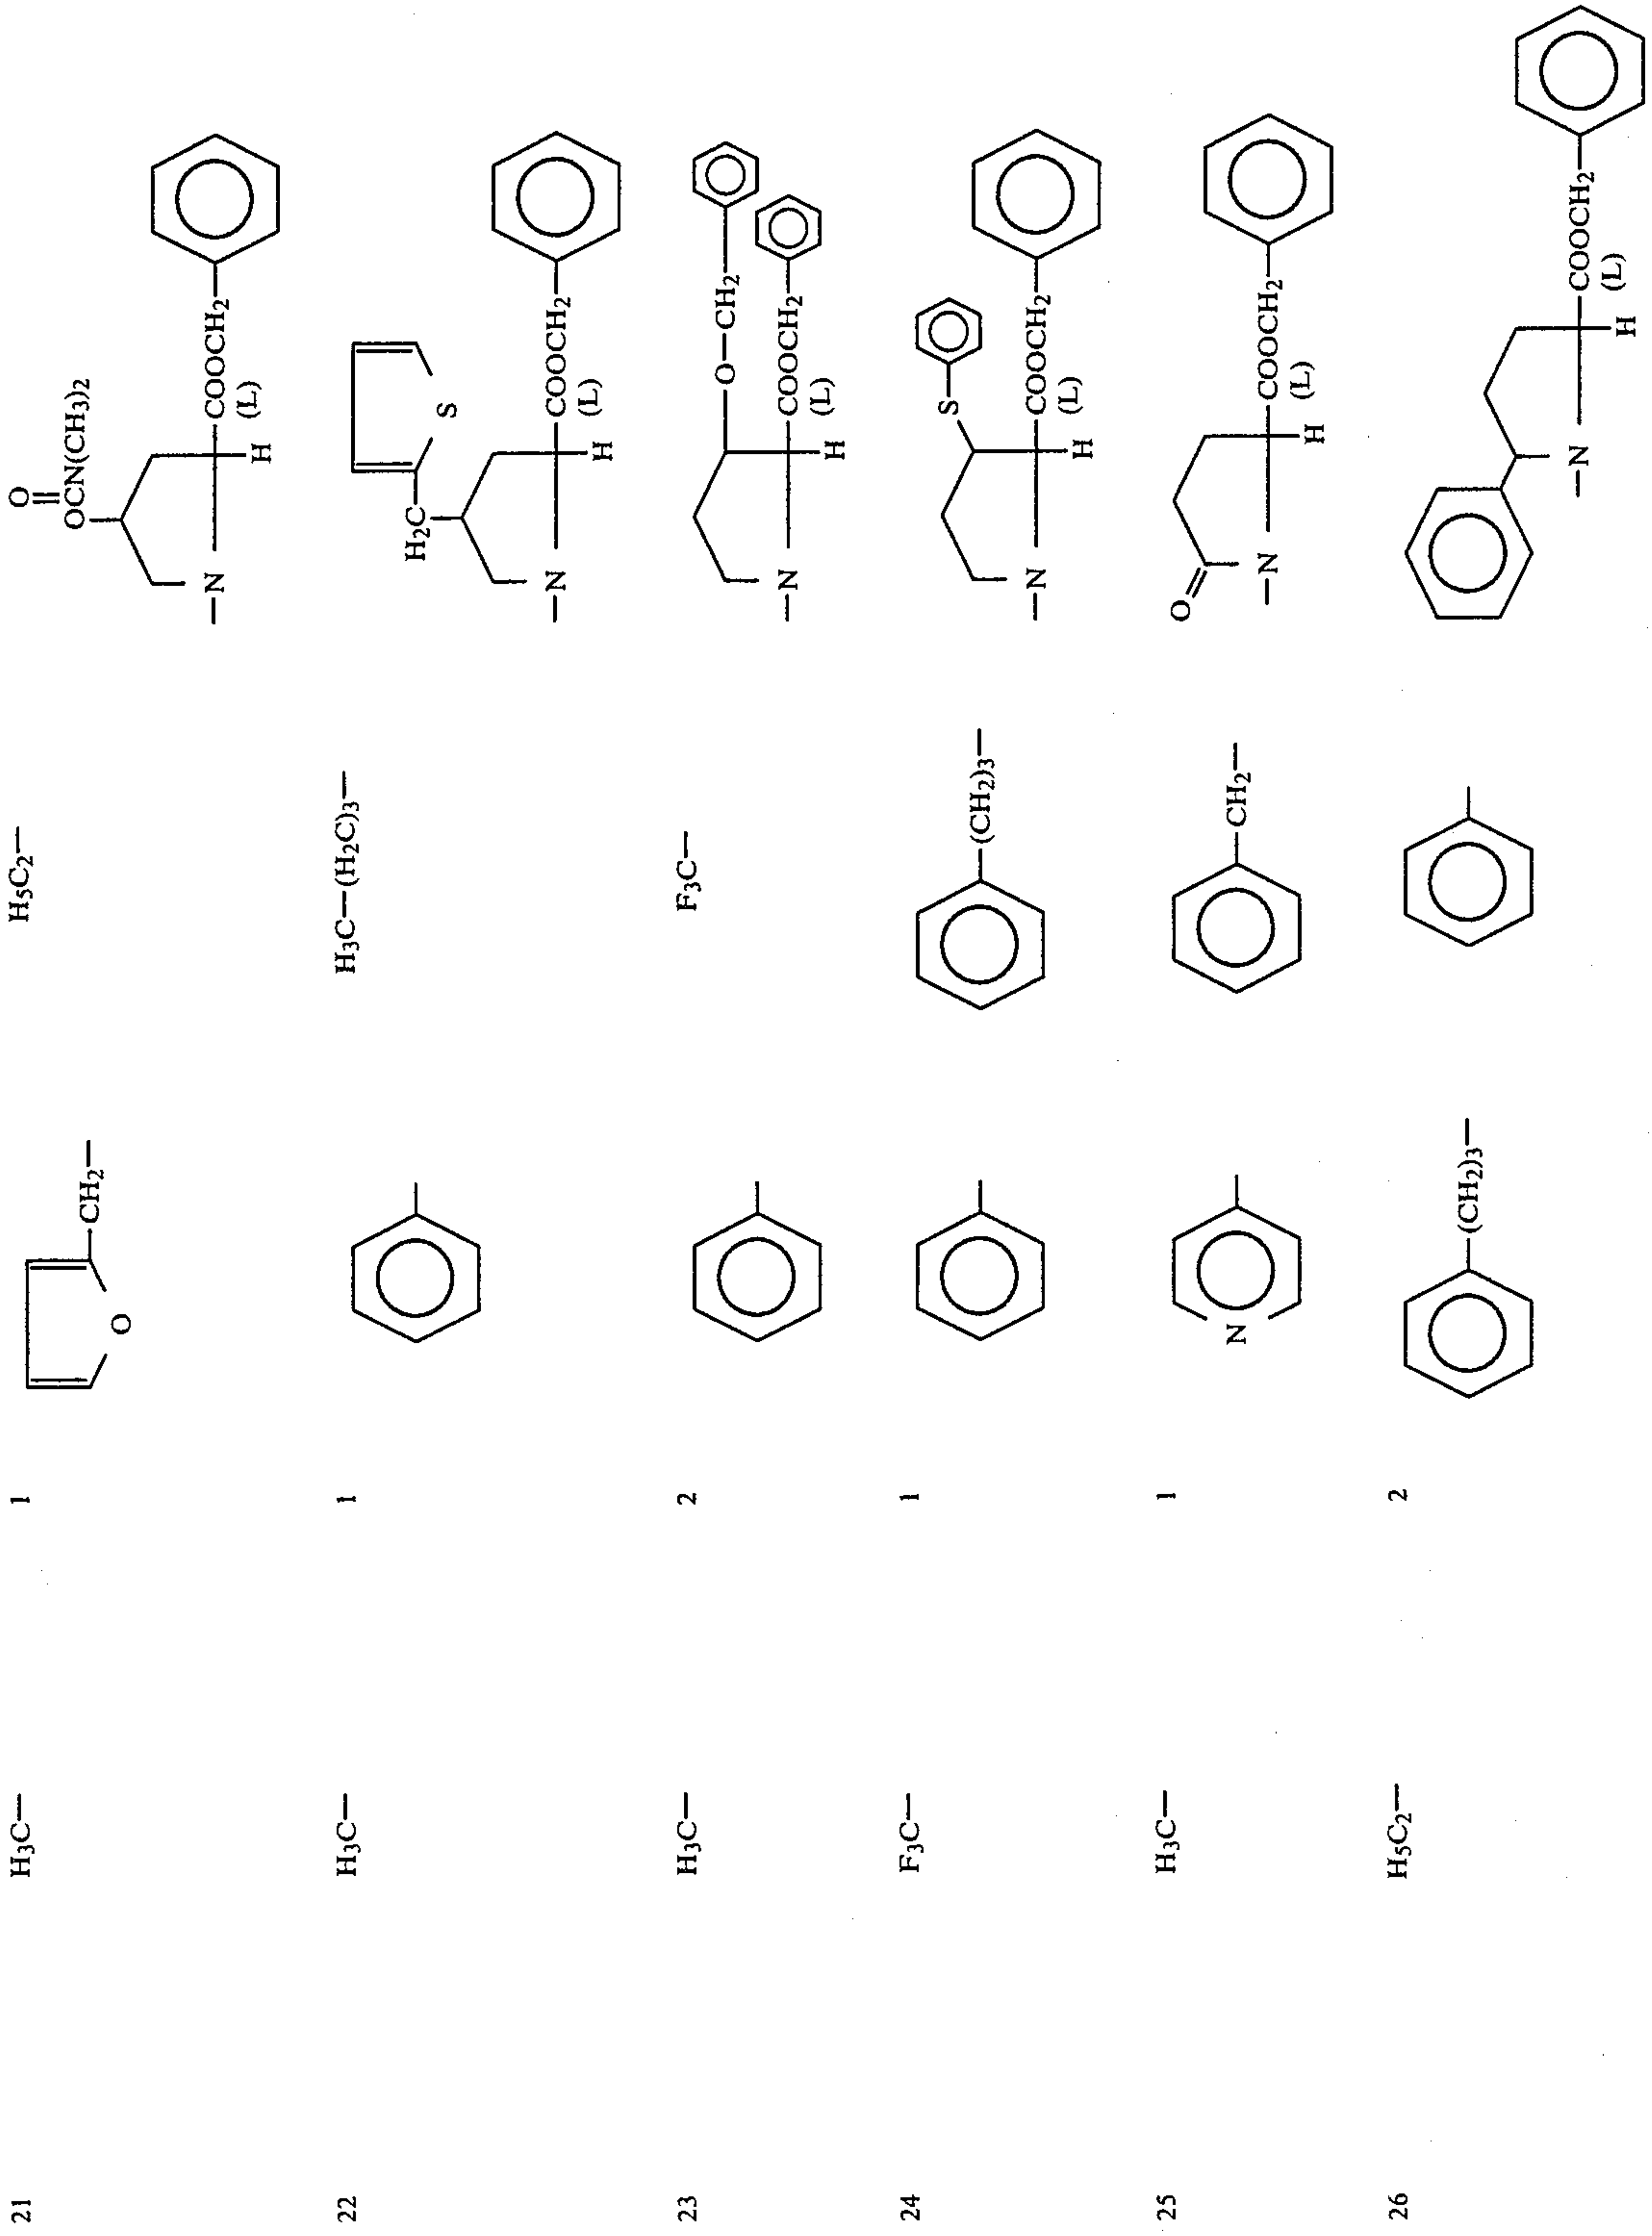 21 H3C— 1 O CH2— H5C2— O
OCN(CH3)2
—N H COOCH2
(L)
22 H3C— 1 H3C—(H2C)3— H2C S
—N H COOCH2
(L)
23 H3C— 2 F3C— O—CH2
—N H COOCH2
(L)
24 F3C— 1 (CH2)3— S
—N H COOCH2
(L)
25 H3C— 1 N CH2— O
—N H COOCH2
(L)
26 H5C2— 2 (CH2)3—
—N H COOCH2
(L)